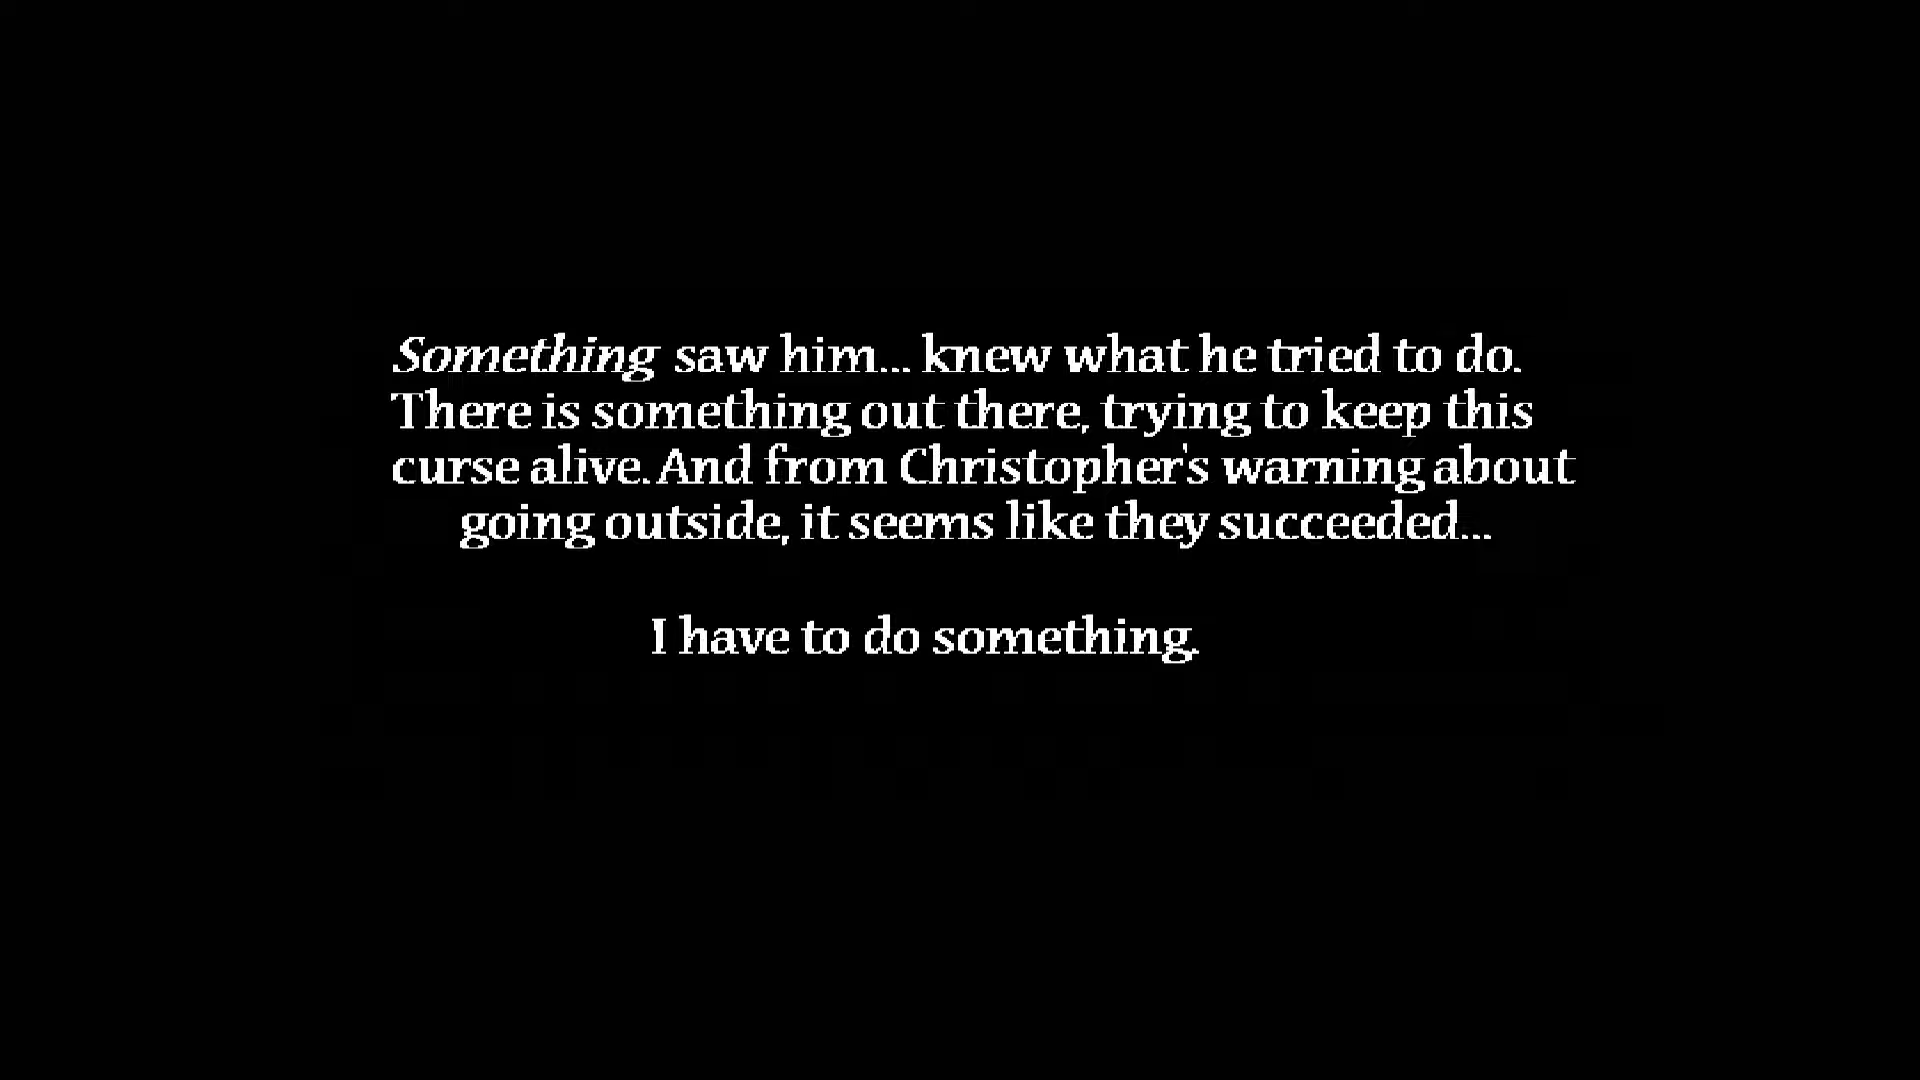 Something saw him... knew what he tried to do.
There is something out there, trying to keep this
curse alive. And from Christopher's warning about
going outside, it seems like they succeeded...
I have to do something.